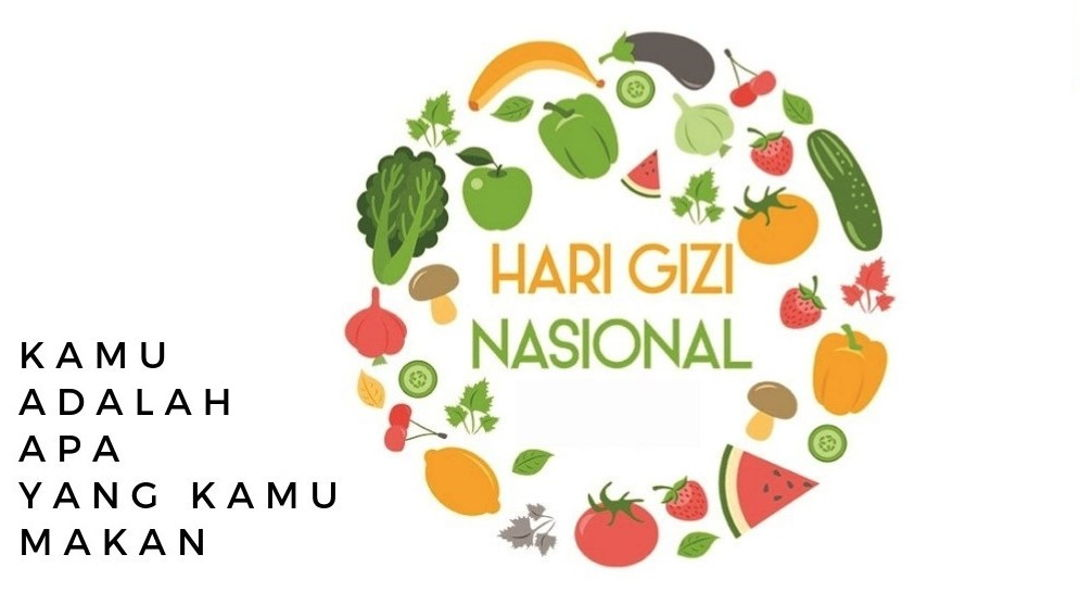 HARI GIZI
NASIONAL
KAMU
ADALAH
APA
YANG KAMU
MAKAN